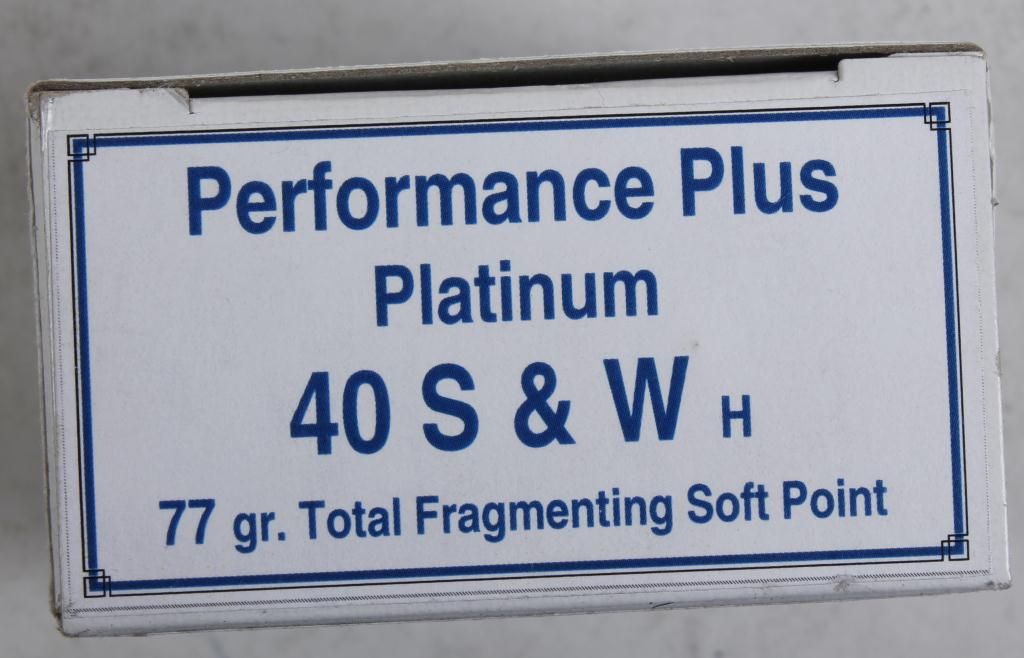 Performance Plus
Platinum
40 S & W H
77 gr. Total Fragmenting Soft Point